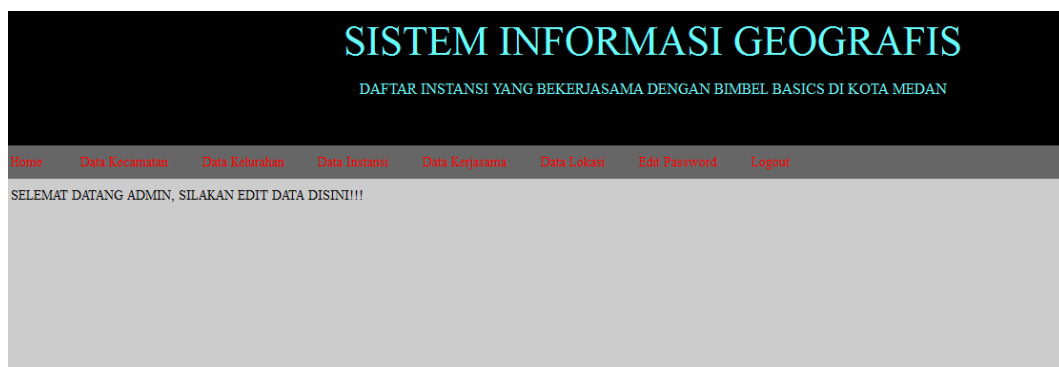 SISTEM INFORMASI GEOGRAFIS
DAFTAR INSTANSI YANG BEKERJASAMA DENGAN BIMBEL BASICS DI KOTA MEDAN
Home Data Kecamatan Data Kelurahan Data Instansi Data Kerjasama Data Lokasi Edit Password Logout
SELEMAT DATANG ADMIN, SILAKAN EDIT DATA DISINI!!!